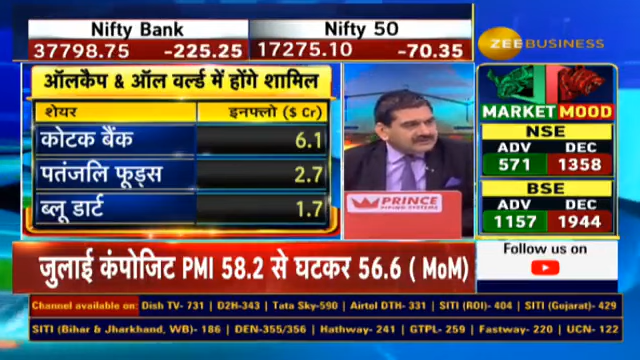 Nifty Bank
37798.75 -225.25
Nifty 50
17275.10 -70.35
ZEE BUSINESS
ऑलकैप & ऑल वर्ल्ड में होंगे शामिल
शेयर इनफ्लो ($ Cr)
कोटक बैंक 6.1
पतंजलि फूड्स 2.7
ब्लू डार्ट 1.7
PRINCE
PIPING SYSTEMS
MARKET MOOD
NSE
ADV DEC
571 1358
BSE
ADV DEC
1157 1944
Follow us on
जुलाई कंपोजिट PMI 58.2 से घटकर 56.6 ( MoM)
Channel available on: Dish TV- 731 | D2H-343 | Tata Sky-590 | Airtel DTH- 331 | SITI (ROI)- 404 | SITI (Gujarat)- 429
SITI (Bihar & Jharkhand, WB)- 186 | DEN-355/356 | Hathway- 241 | GTPL- 259 | Fastway- 220 | UCN- 122